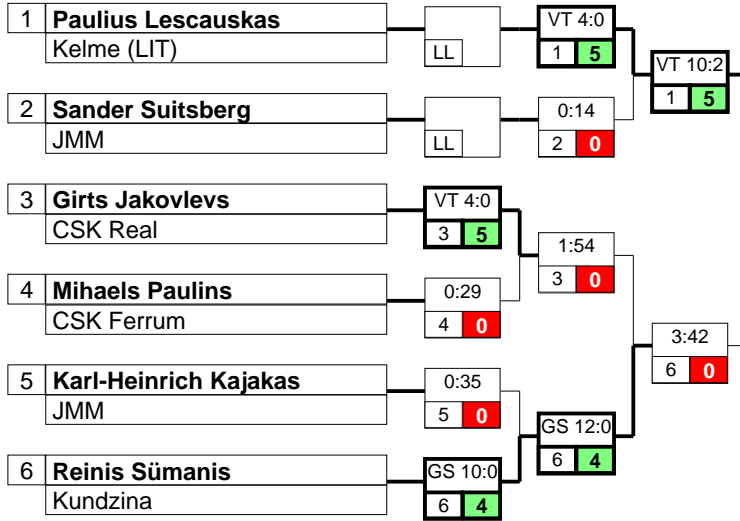 1 Paulius Lescauskas
Kelme (LIT)
LL
VT 4:0
1 5
VT 10:2
1 5
2 Sander Suitsberg
JMM
LL
0:14
2 0
3 Girts Jakovlevs
CSK Real
VT 4:0
3 5
1:54
3 0
4 Mihaels Paulins
CSK Ferrum
0:29
4 0
3:42
6 0
5 Karl-Heinrich Kajakas
JMM
0:35
5 0
GS 12:0
6 4
6 Reinis Sümanis
Kundzina
GS 10:0
6 4